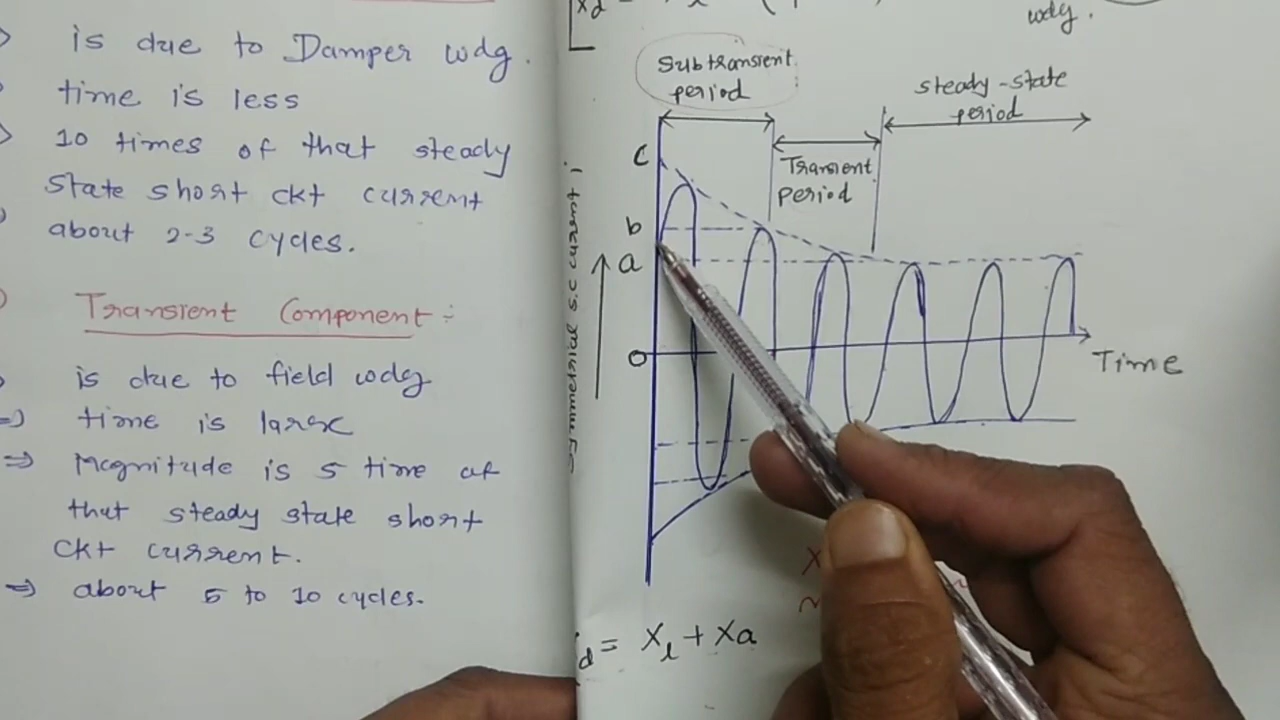 is due to Damper wdg.
time is less
10 times of that steady
state short ckt current
about 2-3 cycles.
Transient Component :-
is due to field wdg
time is large
⇒ Magnitude is 5 time of
that steady state short
ckt current.
⇒ about 5 to 10 cycles.
wdg.
Subtransient
period
steady-state
period
Transient
period
c
b
a
o
Symmetrical s.c current i
Time
d = Xl + Xa